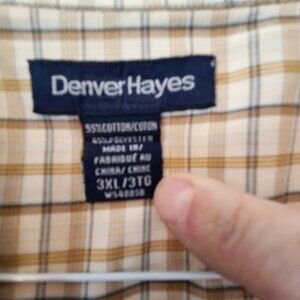 DenverHayes
55%COTTON/COTON
45%POLYESTER
MADE IN/
FABRIQUÉ AU
CHINA/ CHINE
3XL/3TG